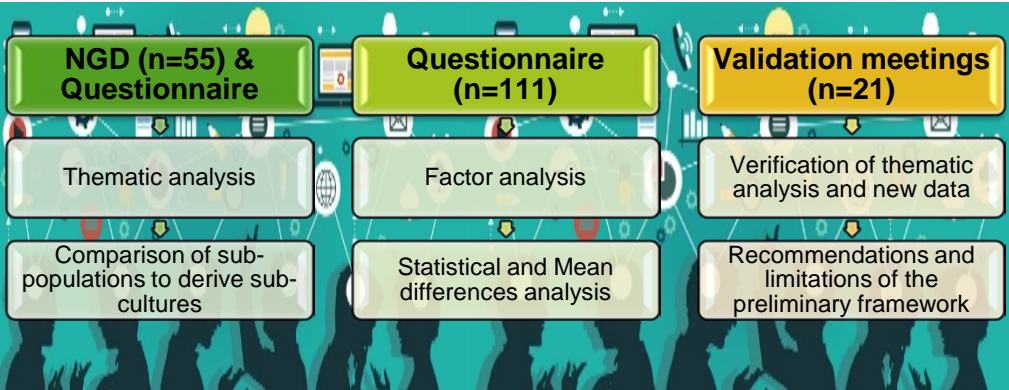 NGD (n=55) &
Questionnaire
Thematic analysis
Comparison of sub-
populations to derive sub-
cultures
Questionnaire
(n=111)
Factor analysis
Statistical and Mean
differences analysis
Validation meetings
(n=21)
Verification of thematic
analysis and new data
Recommendations and
limitations of the
preliminary framework